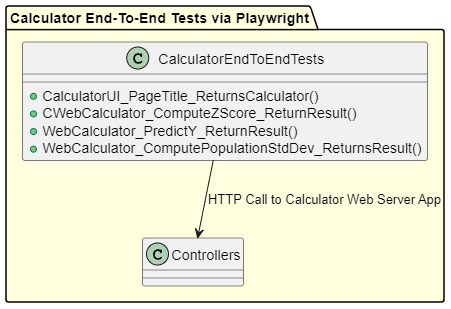 Calculator End-To-End Tests via Playwright
C CalculatorEndToEndTests
CalculatorUI_PageTitle_ReturnsCalculator()
CWebCalculator_ComputeZScore_ReturnResult()
WebCalculator_PredictY_ReturnResult()
WebCalculator_ComputePopulationStdDev_ReturnsResult()
HTTP Call to Calculator Web Server App
C Controllers